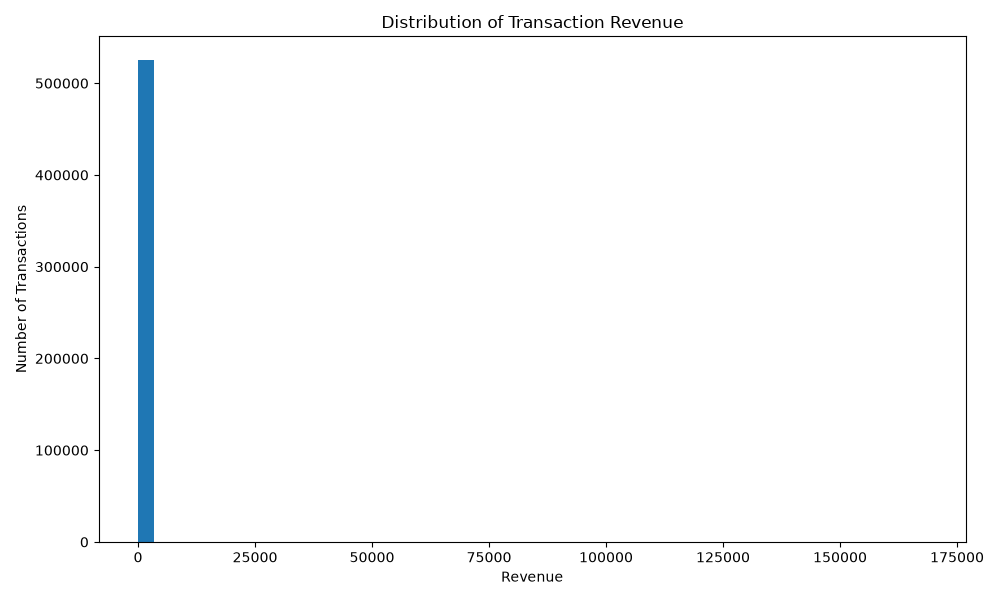 Distribution of Transaction Revenue
Number of Transactions
500000
400000
300000
200000
100000
0
0 25000 50000 75000 100000 125000 150000 175000
Revenue